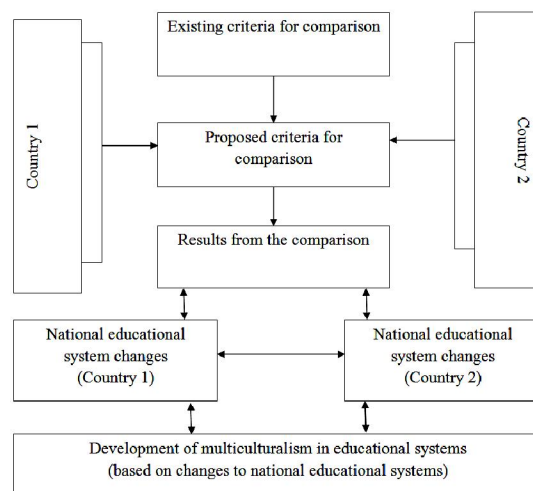 Existing criteria for comparison
Country 1
Proposed criteria for
comparison
Country 2
Results from the comparison
National educational
system changes
(Country 1)
National educational
system changes
(Country 2)
Development of multiculturalism in educational systems
(based on changes to national educational systems)